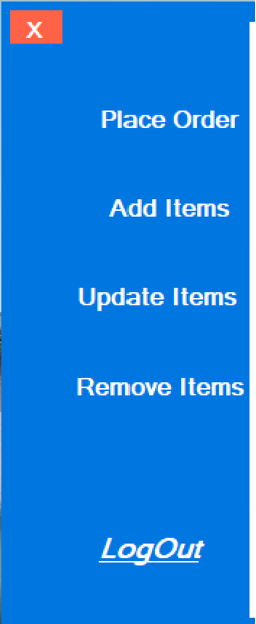 X
Place Order
Add Items
Update Items
Remove Items
LogOut